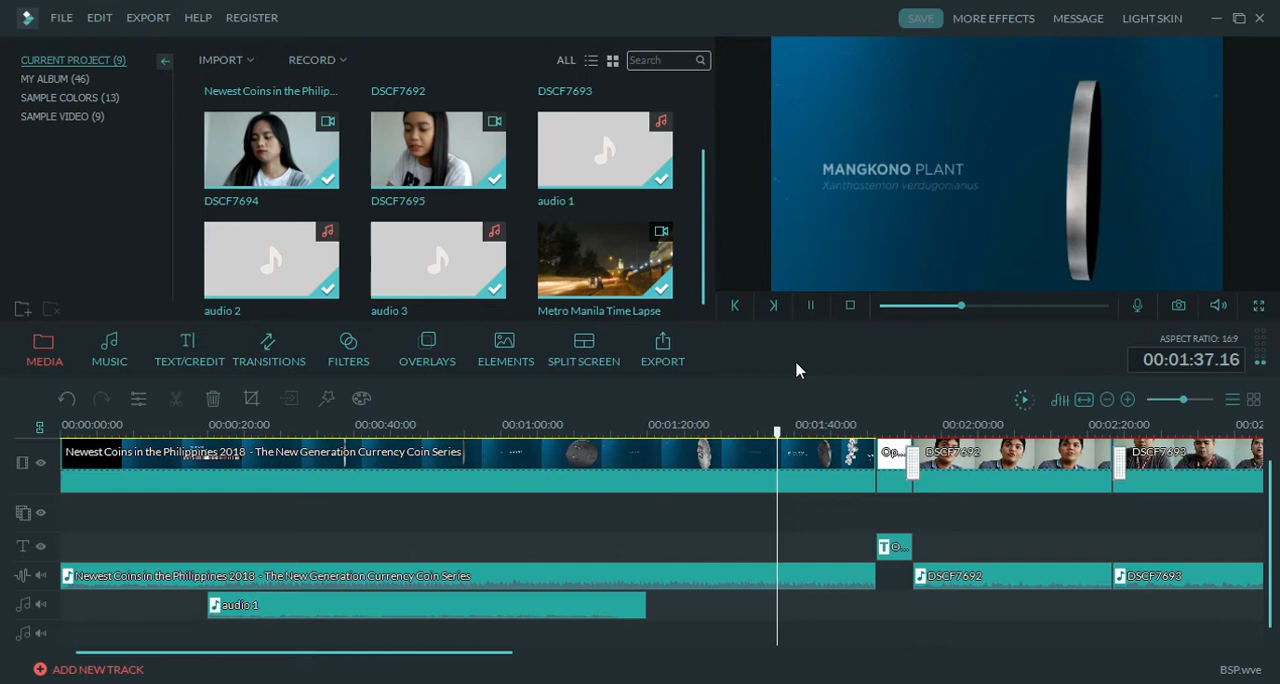 FILE EDIT EXPORT HELP REGISTER SAVE MORE EFFECTS MESSAGE LIGHT SKIN
CURRENT PROJECT (9)
MY ALBUM (46)
SAMPLE COLORS (13)
SAMPLE VIDEO (9)
IMPORT RECORD ALL Search
Newest Coins in the Philip... DSCF7692 DSCF7693
DSCF7694 DSCF7695 audio 1
audio 2 audio 3 Metro Manila Time Lapse
MANGKONO PLANT
Xanthostemon verdugonianus
MEDIA MUSIC TEXT/CREDIT TRANSITIONS FILTERS OVERLAYS ELEMENTS SPLIT SCREEN EXPORT
ASPECT RATIO: 16:9
00:01:37.16
00:00:00:00 00:00:20:00 00:00:40:00 00:01:00:00 00:01:20:00 00:01:40:00 00:02:00:00 00:02:20:00 00:02
Newest Coins in the Philippines 2018 - The New Generation Currency Coin Series Op... DSCF7692 DSCF7693
T T O...
Newest Coins in the Philippines 2018 - The New Generation Currency Coin Series DSCF7692 DSCF7693
audio 1
ADD NEW TRACK BSP.wve